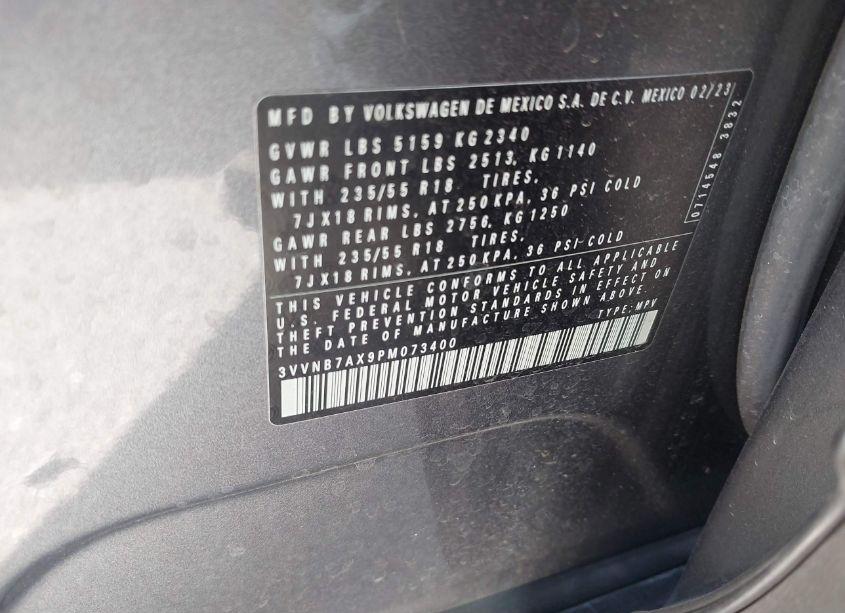 MFD BY VOLKSWAGEN DE MEXICO S.A. DE C.V. MEXICO 02/23
GVWR LBS 5159 KG 2340
GAWR FRONT LBS 2513, KG 1140
WITH 235/55 R18 TIRES,
7JX18 RIMS, AT 250 KPA, 36 PSI COLD
GAWR REAR LBS 2756, KG 1250
WITH 235/55 R18 TIRES,
7JX18 RIMS, AT 250 KPA, 36 PSI COLD
0714548 3832
THIS VEHICLE CONFORMS TO ALL APPLICABLE
U.S. FEDERAL MOTOR VEHICLE SAFETY AND
THEFT PREVENTION STANDARDS IN EFFECT ON
THE DATE OF MANUFACTURE SHOWN ABOVE.
TYPE: MPV
3VVNB7AX9PM073400